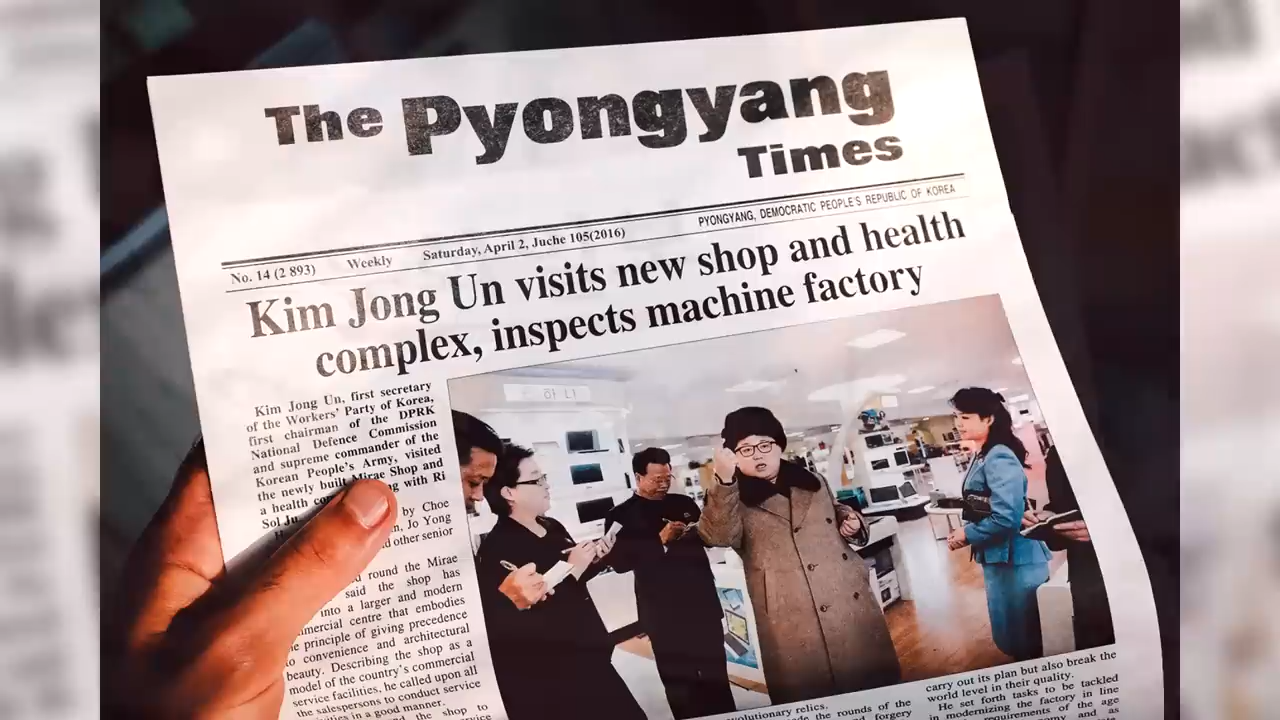 The Pyongyang
Times
PYONGYANG, DEMOCRATIC PEOPLE'S REPUBLIC OF KOREA
No. 14 (2 893) Weekly Saturday, April 2, Juche 105(2016)
Kim Jong Un visits new shop and health
complex, inspects machine factory
Kim Jong Un, first secretary
of the Workers' Party of Korea,
first chairman of the DPRK
National Defence Commission
and supreme commander of the
Korean People's Army, visited
the newly built Mirae Shop and
a health with Ri
Sol
by Choe
Jo Yong
other senior
round the Mirae
said the shop has
into a larger and modern
centre that embodies
principle of giving precedence
convenience and architectural
beauty. Describing the shop as a
model of the country's commercial
service facilities, he called upon all
the salespersons to conduct service
in a good manner.
the shop to
relics.
the rounds of the
carry out its plan but also break the
world level in their quality.
He set forth tasks to be tackled
in modernizing the factory in line
requirements of the age
and as